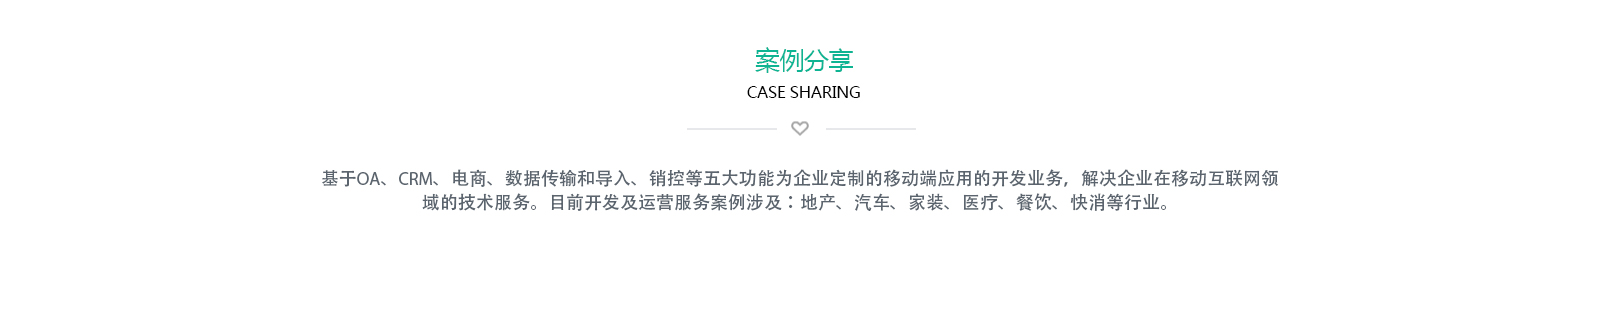 案例分享
CASE SHARING
基于OA、CRM、电商、数据传输和导入、销控等五大功能为企业定制的移动端应用的开发业务，解决企业在移动互联网领
域的技术服务。目前开发及运营服务案例涉及：地产、汽车、家装、医疗、餐饮、快消等行业。